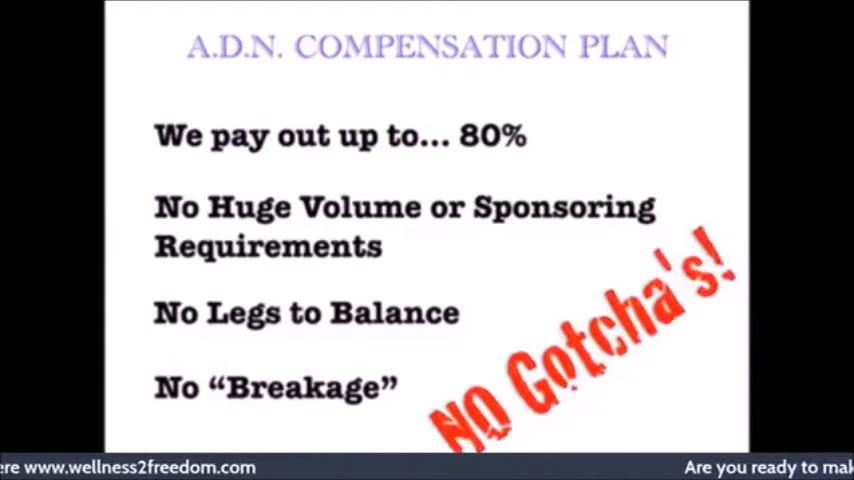 A.D.N. COMPENSATION PLAN
We pay out up to... 80%
No Huge Volume or Sponsoring
Requirements
No Legs to Balance
No “Breakage”
NO Gotcha's!
ere www.wellness2freedom.com
Are you ready to mak